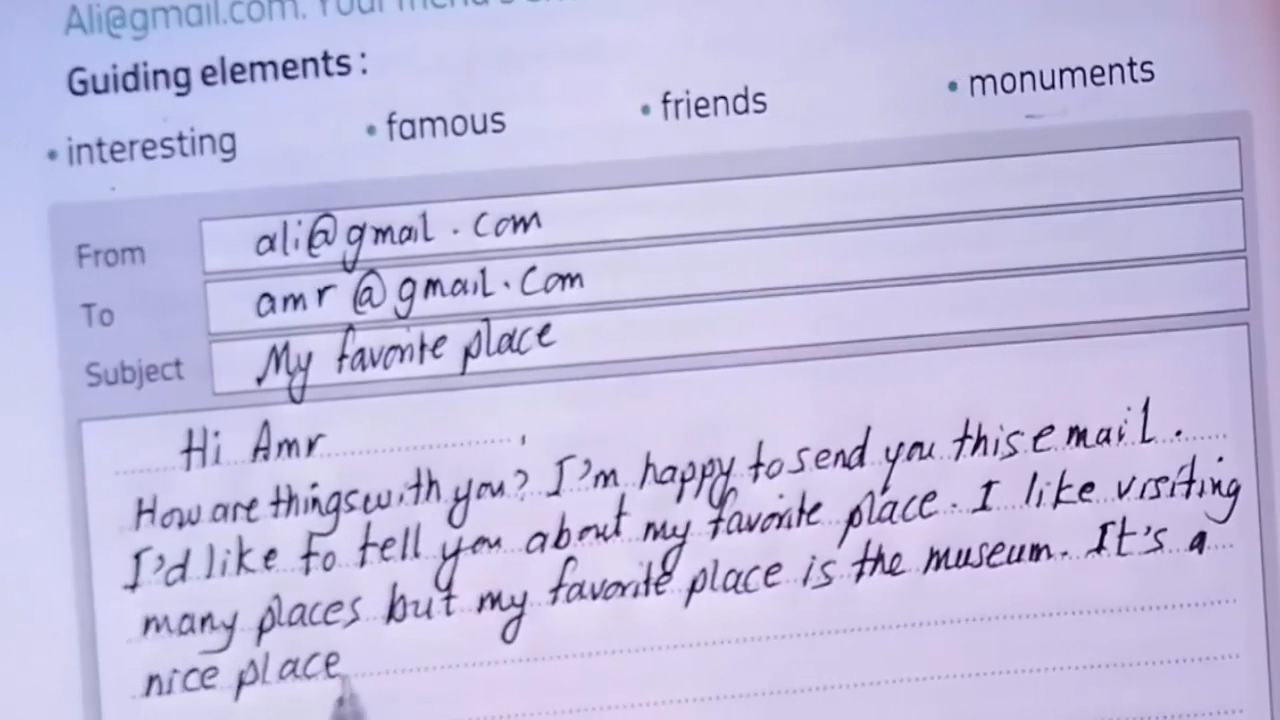 Ali@gmail.com. Your friend's
Guiding elements :
• interesting • famous • friends • monuments
From ali@gmail.com
To amr@gmail.com
Subject My favorite place
Hi Amr ,
How are things with you? I'm happy to send you this email.
I'd like to tell you about my favorite place. I like visiting
many places but my favorite place is the museum. It's a
nice place